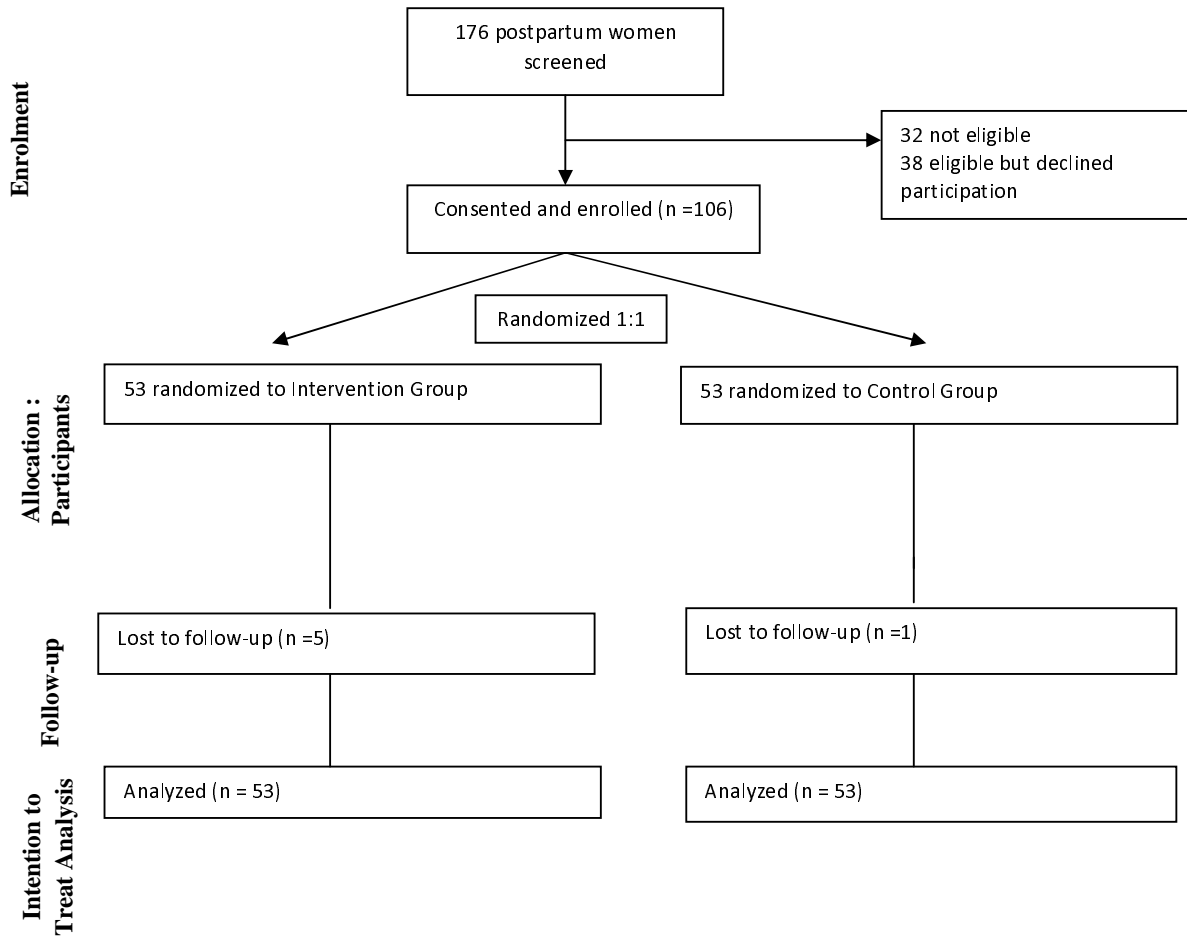 Enrolment
176 postpartum women
screened
32 not eligible
38 eligible but declined
participation
Consented and enrolled (n =106)
Randomized 1:1
Allocation :
Participants
53 randomized to Intervention Group
53 randomized to Control Group
Follow-up
Lost to follow-up (n =5)
Lost to follow-up (n =1)
Intention to
Treat Analysis
Analyzed (n = 53)
Analyzed (n = 53)